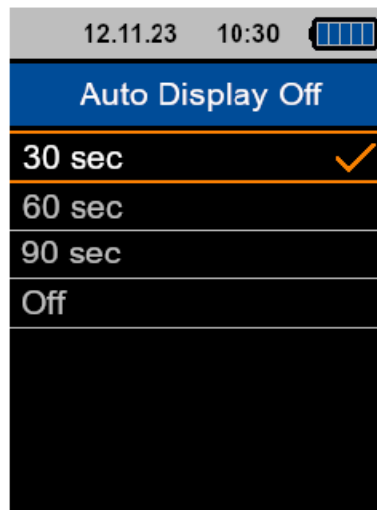 12.11.23 10:30
Auto Display Off
30 sec
60 sec
90 sec
Off